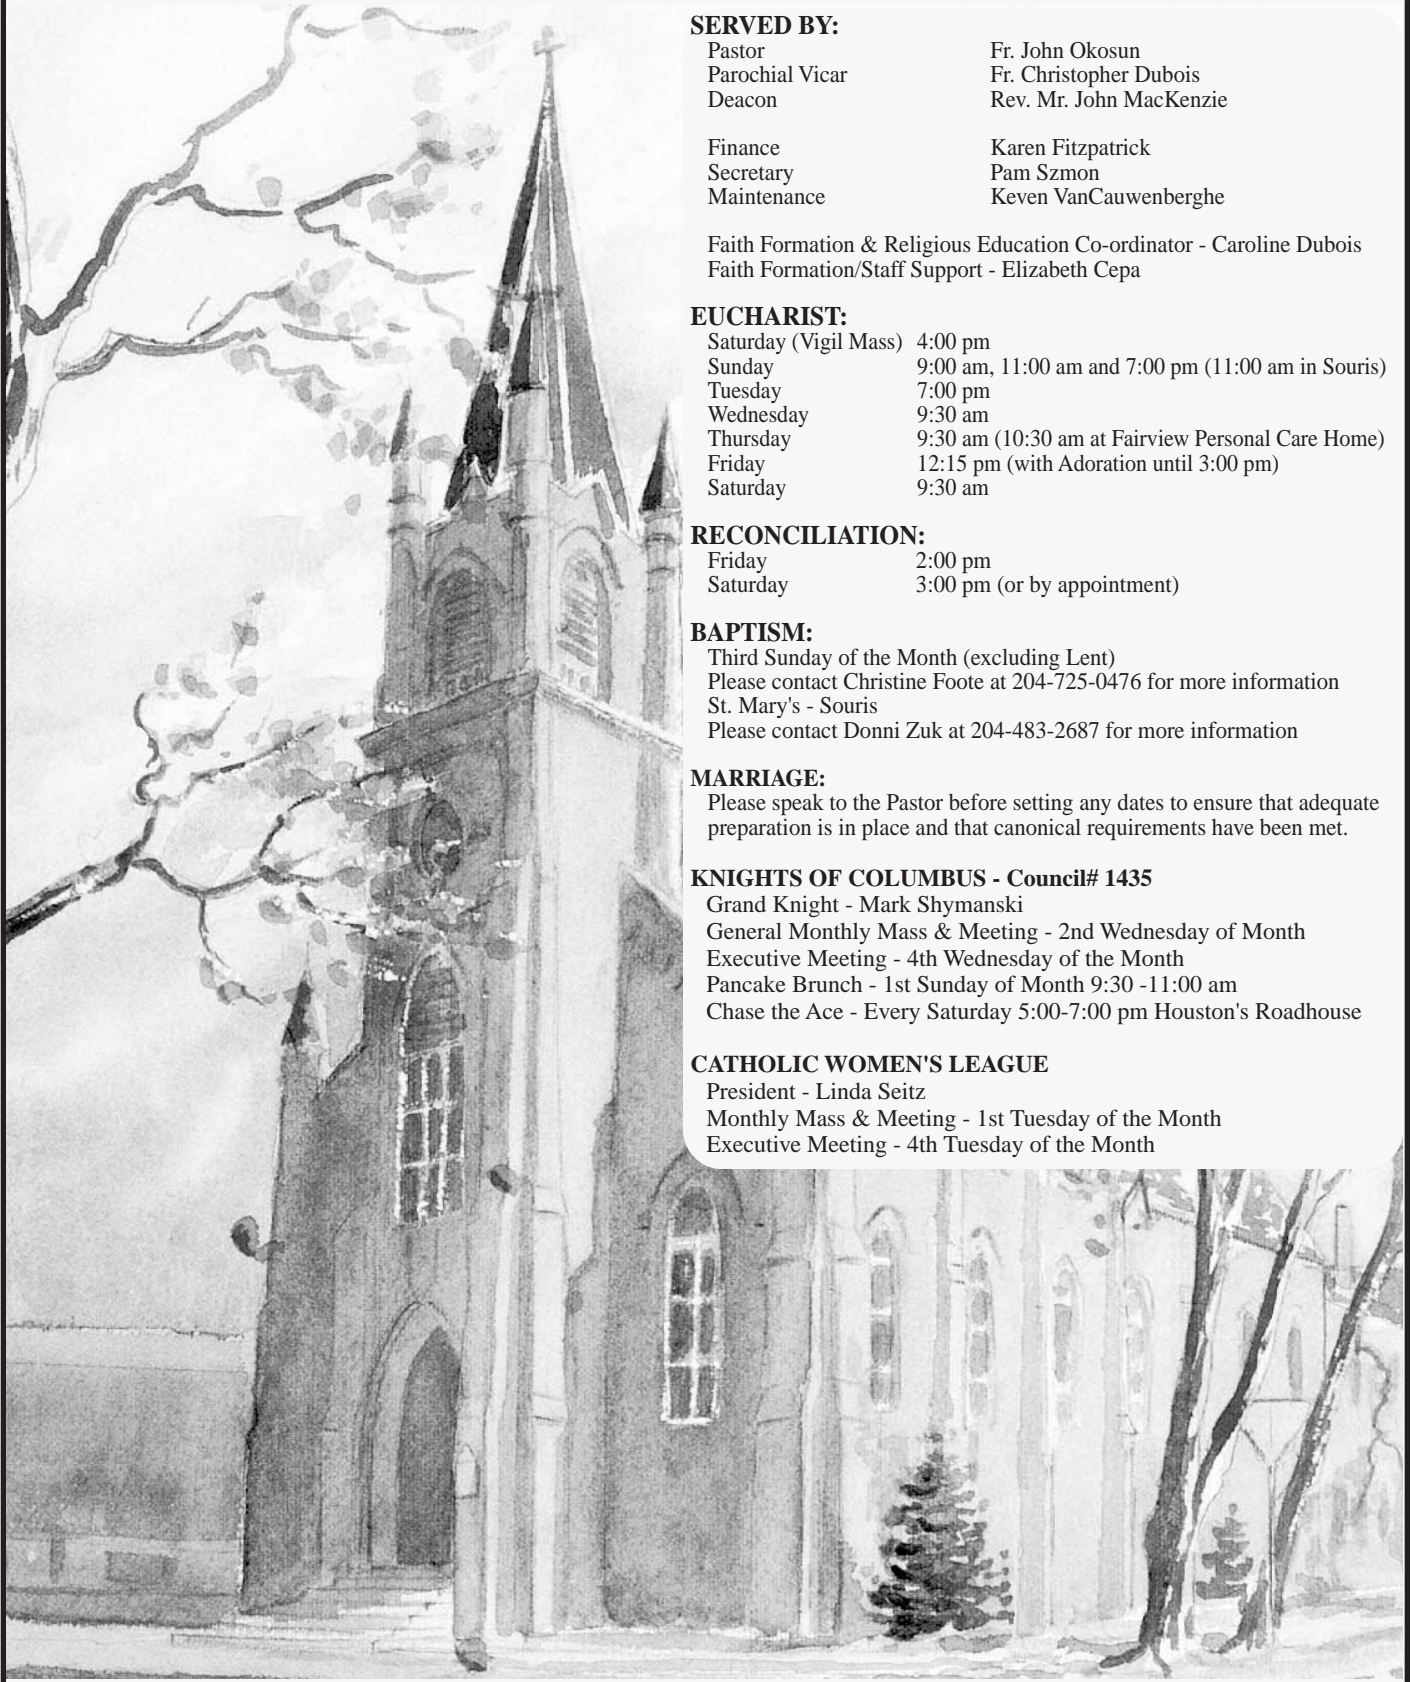 SERVED BY:
Pastor Fr. John Okosun
Parochial Vicar Fr. Christopher Dubois
Deacon Rev. Mr. John MacKenzie
Finance Karen Fitzpatrick
Secretary Pam Szmon
Maintenance Keven VanCauwenberghe
Faith Formation & Religious Education Co-ordinator - Caroline Dubois
Faith Formation/Staff Support - Elizabeth Cepa
EUCHARIST:
Saturday (Vigil Mass) 4:00 pm
Sunday 9:00 am, 11:00 am and 7:00 pm (11:00 am in Souris)
Tuesday 7:00 pm
Wednesday 9:30 am
Thursday 9:30 am (10:30 am at Fairview Personal Care Home)
Friday 12:15 pm (with Adoration until 3:00 pm)
Saturday 9:30 am
RECONCILIATION:
Friday 2:00 pm
Saturday 3:00 pm (or by appointment)
BAPTISM:
Third Sunday of the Month (excluding Lent)
Please contact Christine Foote at 204-725-0476 for more information
St. Mary's - Souris
Please contact Donni Zuk at 204-483-2687 for more information
MARRIAGE:
Please speak to the Pastor before setting any dates to ensure that adequate
preparation is in place and that canonical requirements have been met.
KNIGHTS OF COLUMBUS - Council# 1435
Grand Knight - Mark Shymanski
General Monthly Mass & Meeting - 2nd Wednesday of Month
Executive Meeting - 4th Wednesday of the Month
Pancake Brunch - 1st Sunday of Month 9:30 -11:00 am
Chase the Ace - Every Saturday 5:00-7:00 pm Houston's Roadhouse
CATHOLIC WOMEN'S LEAGUE
President - Linda Seitz
Monthly Mass & Meeting - 1st Tuesday of the Month
Executive Meeting - 4th Tuesday of the Month